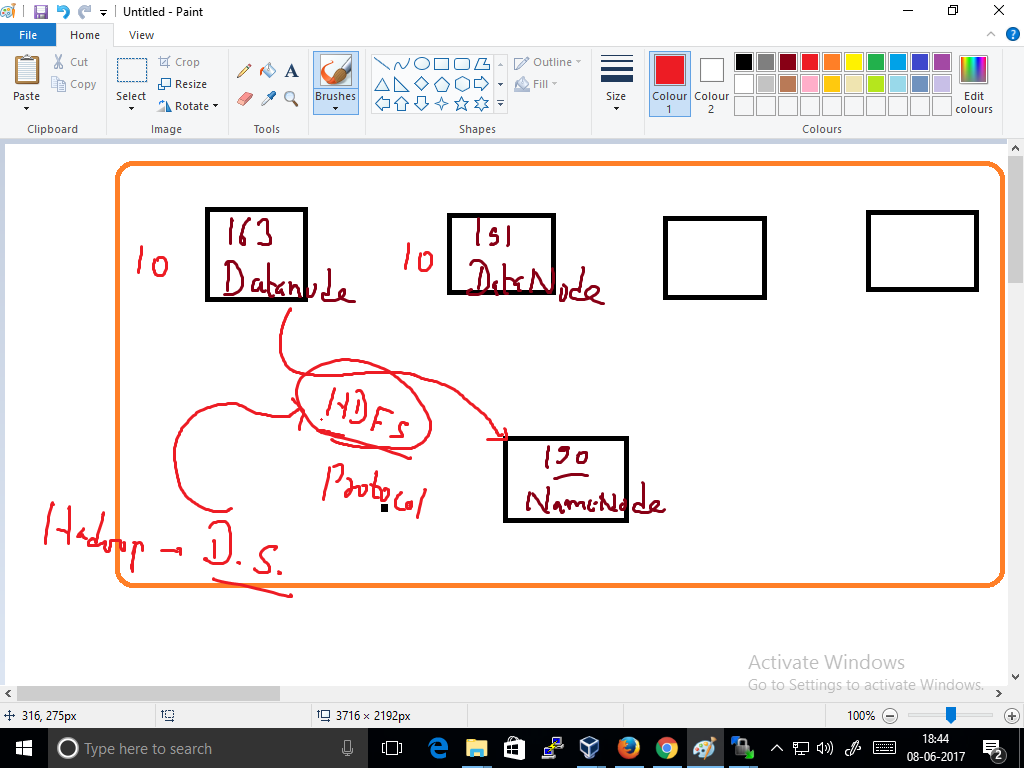 Untitled - Paint
File Home View
Paste Cut Copy Select Crop Resize Rotate Brushes Outline Fill Size Colour 1 Colour 2 Edit colours
Clipboard Image Tools Shapes Colours
163
Datanode
10
191
DataNode
10
HDFS
Protocol
190
NameNode
Hadoop → D.S.
Activate Windows
Go to Settings to activate Windows.
316, 275px 3716 × 2192px 100%
Type here to search
18:44
08-06-2017
2